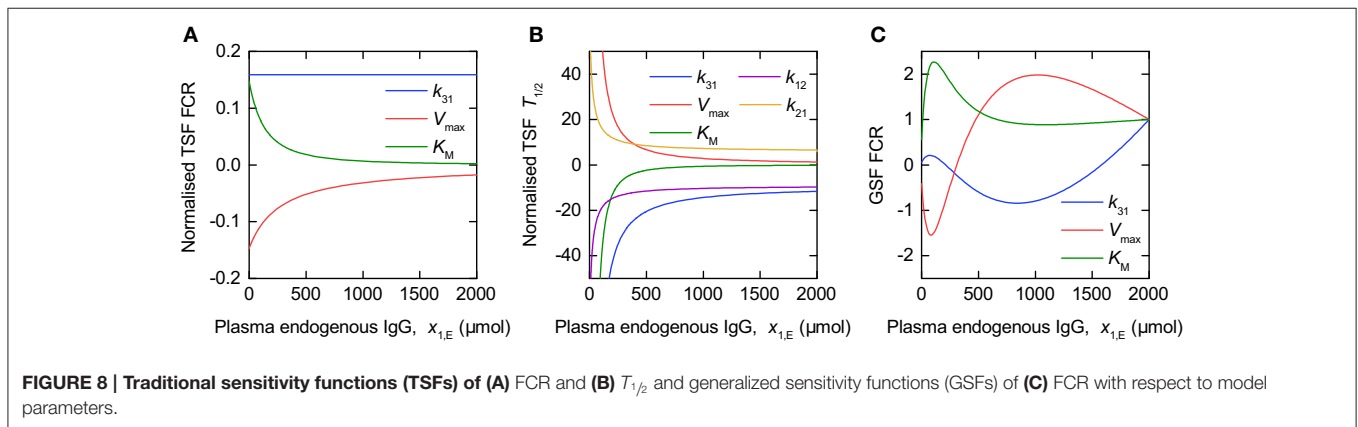 A
B
C
0.2
0.1
0.0
-0.1
-0.2
Normalised TSF FCR
k31
Vmax
KM
0 500 1000 1500 2000
Plasma endogenous IgG, x1,E (µmol)
40
20
0
-20
-40
Normalised TSF T1/2
k31 k12
Vmax k21
KM
0 500 1000 1500 2000
Plasma endogenous IgG, x1,E (µmol)
2
1
0
-1
-2
GSF FCR
k31
Vmax
KM
0 500 1000 1500 2000
Plasma endogenous IgG, x1,E (µmol)
FIGURE 8 | Traditional sensitivity functions (TSFs) of (A) FCR and (B) T1/2 and generalized sensitivity functions (GSFs) of (C) FCR with respect to model
parameters.